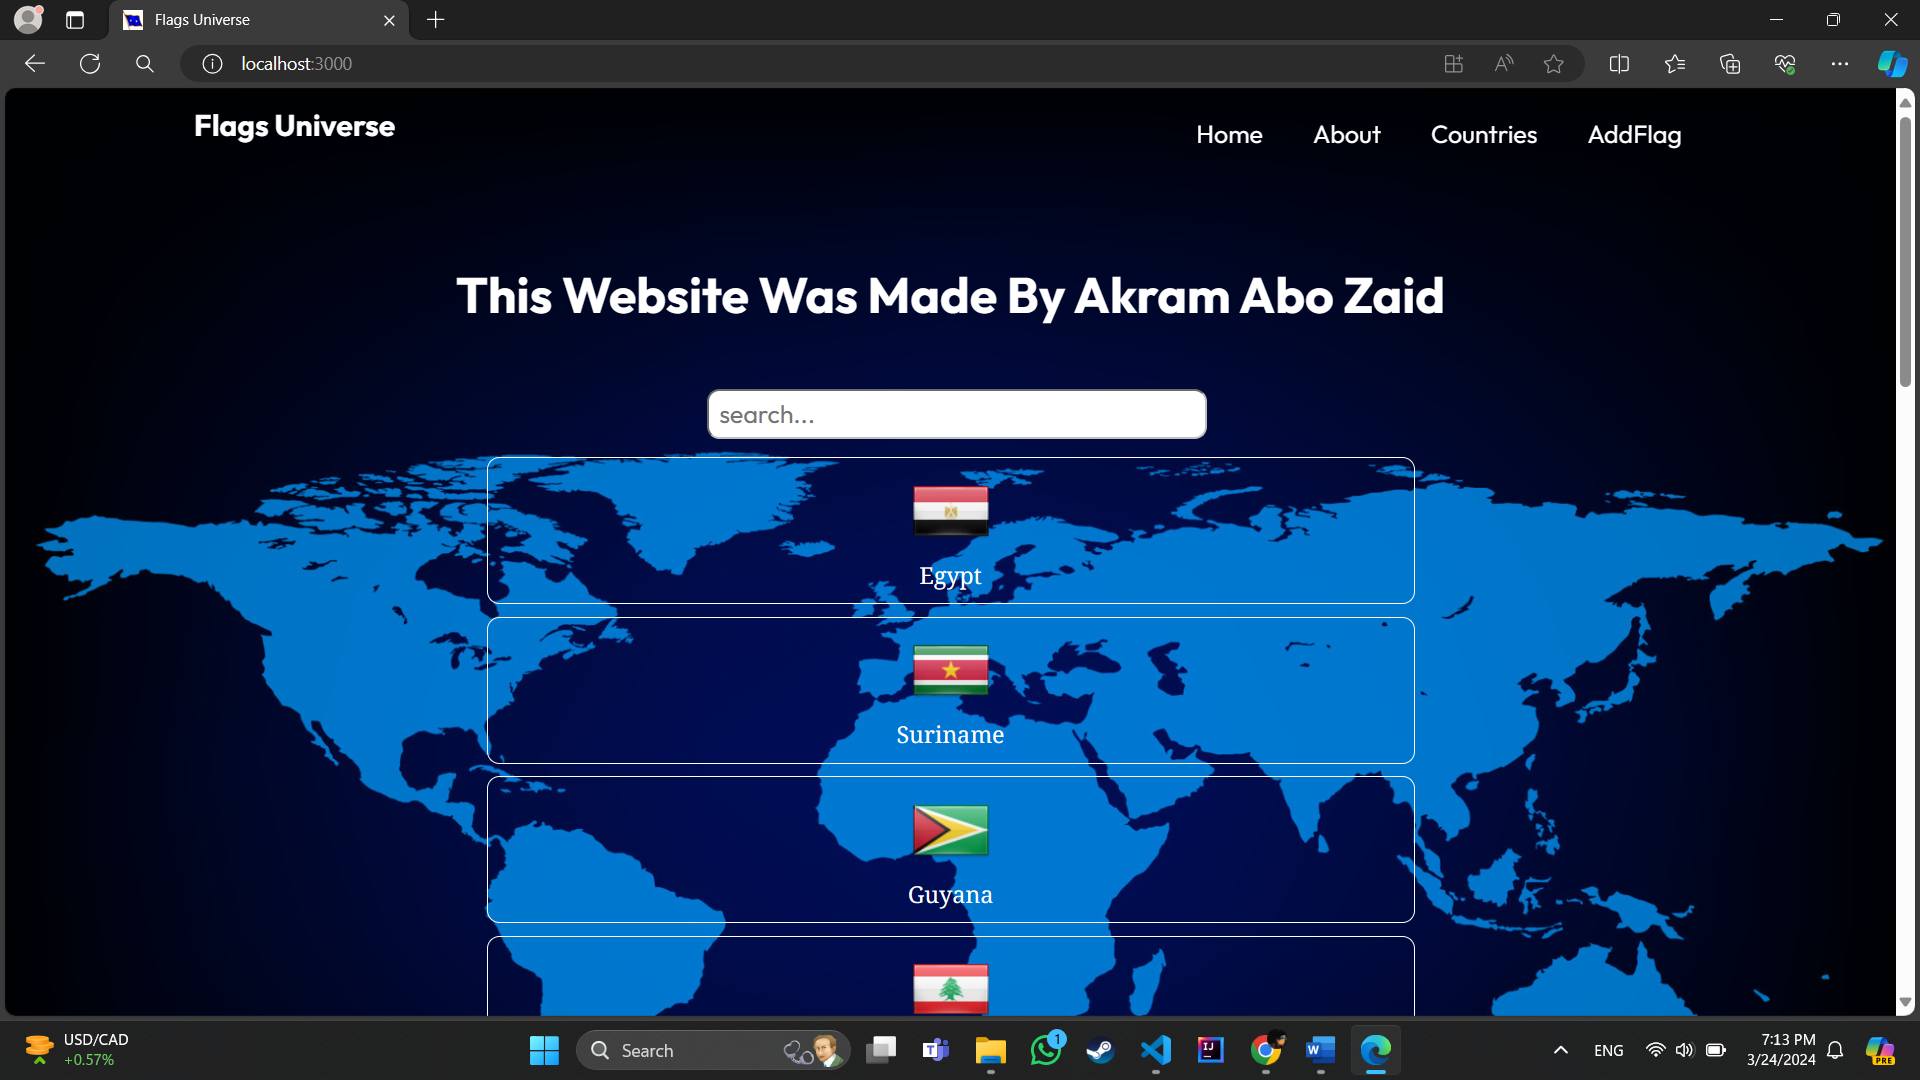 Flags Universe
localhost:3000
Flags Universe
Home About Countries AddFlag
This Website Was Made By Akram Abo Zaid
search...
Egypt
Suriname
Guyana
USD/CAD
+0.57%
Search
1
ENG
7:13 PM
3/24/2024
PRE